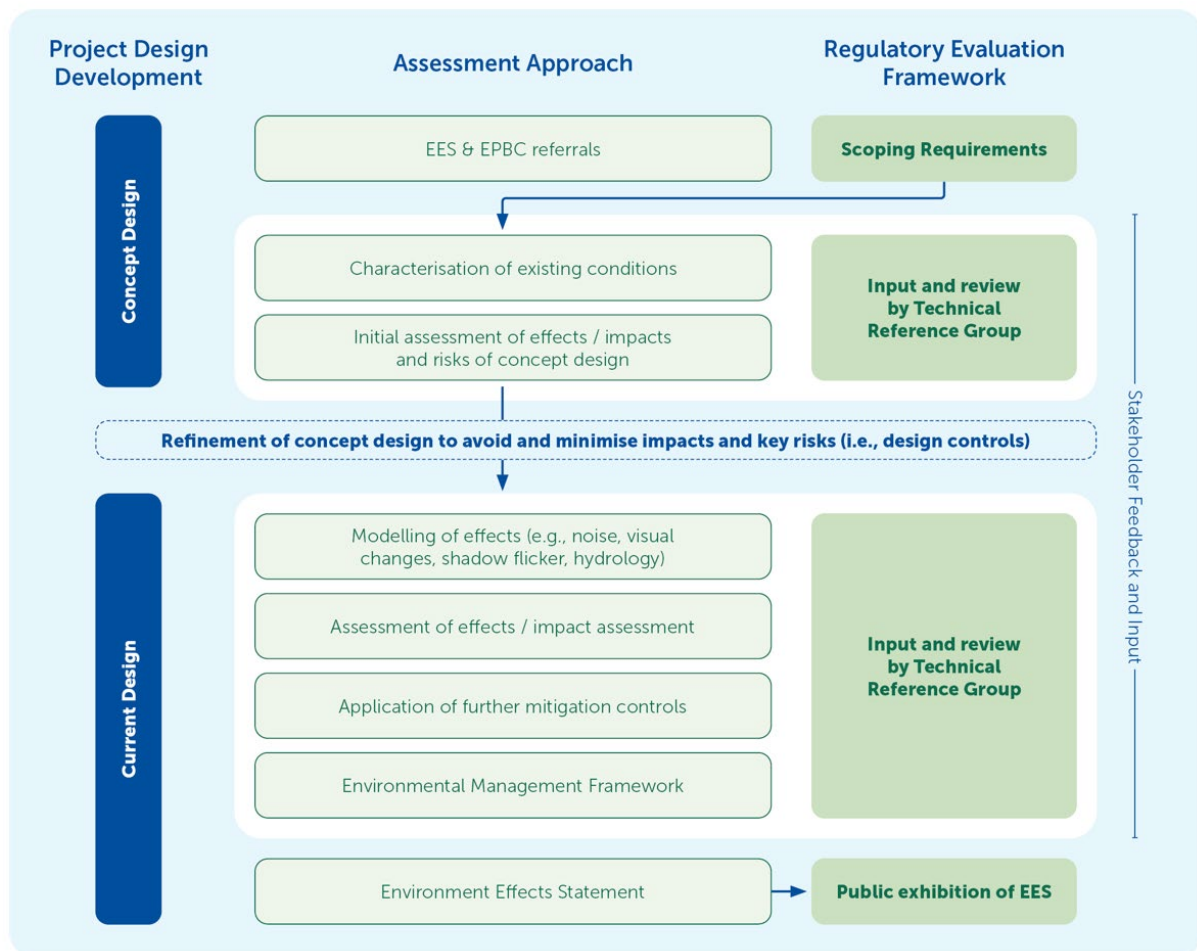 Project Design
Development
Assessment Approach
Regulatory Evaluation
Framework
Concept Design
EES & EPBC referrals
Scoping Requirements
Characterisation of existing conditions
Initial assessment of effects / impacts
and risks of concept design
Input and review
by Technical
Reference Group
Refinement of concept design to avoid and minimise impacts and key risks (i.e., design controls)
Stakeholder Feedback and Input
Current Design
Modelling of effects (e.g., noise, visual
changes, shadow flicker, hydrology)
Assessment of effects / impact assessment
Application of further mitigation controls
Environmental Management Framework
Input and review
by Technical
Reference Group
Environment Effects Statement
Public exhibition of EES